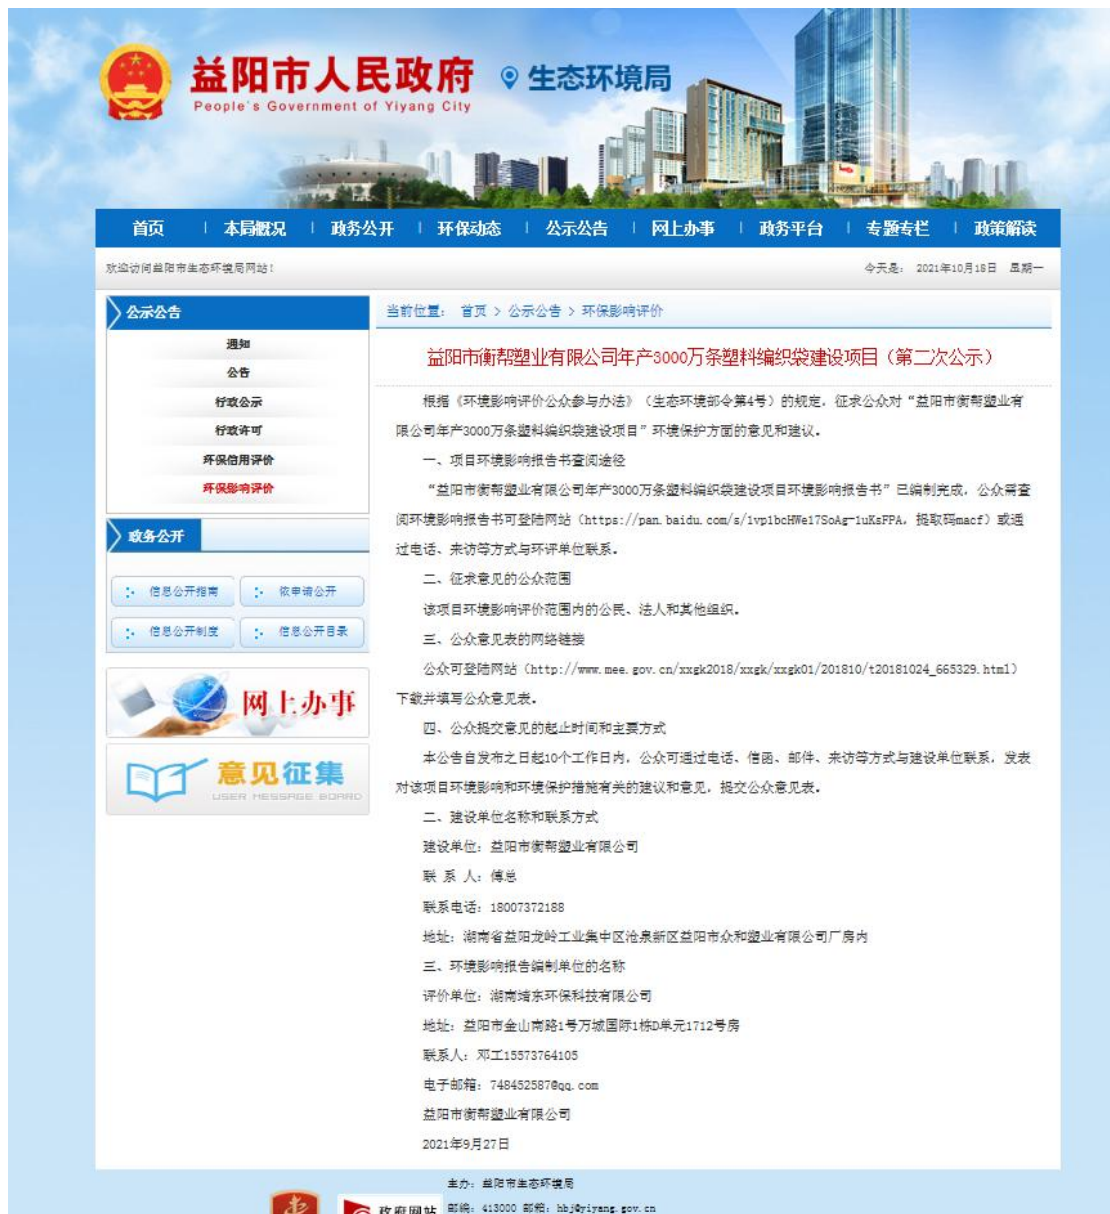 益阳市人民政府
生态环境局
People's Government of Yiyang City
首页 本局概况 政务公开 环保动态 公示公告 网上办事 政务平台 专题专栏 政策解读
欢迎访问益阳市生态环境局网站！
今天是： 2021年10月18日 星期一
公示公告
通知
公告
行政公示
行政许可
环保信用评价
环保影响评价
政务公开
信息公开指南 依申请公开
信息公开制度 信息公开目录
网上办事
意见征集
USER MESSAGE BOARD
当前位置： 首页 > 公示公告 > 环保影响评价
益阳市衡帮塑业有限公司年产3000万条塑料编织袋建设项目（第二次公示）
根据《环境影响评价公众参与办法》（生态环境部令第4号）的规定，征求公众对“益阳市衡帮塑业有
限公司年产3000万条塑料编织袋建设项目”环境保护方面的意见和建议。
一、项目环境影响报告书查阅途径
“益阳市衡帮塑业有限公司年产3000万条塑料编织袋建设项目环境影响报告书”已编制完成，公众需查
阅环境影响报告书可登陆网站（https://pan.baidu.com/s/1vp1bcHWe17SoAg-1uKsFPA，提取码macf）或通
过电话、来访等方式与环评单位联系。
二、征求意见的公众范围
该项目环境影响评价范围内的公民、法人和其他组织。
三、公众意见表的网络链接
公众可登陆网站（http://www.mee.gov.cn/xxgk2018/xxgk/xxgk01/201810/t20181024_665329.html）
下载并填写公众意见表。
四、公众提交意见的起止时间和主要方式
本公告自发布之日起10个工作日内，公众可通过电话、信函、邮件、来访等方式与建设单位联系，发表
对该项目环境影响和环境保护措施有关的建议和意见，提交公众意见表。
二、建设单位名称和联系方式
建设单位：益阳市衡帮塑业有限公司
联 系 人：傅总
联系电话：18007372188
地址：湖南省益阳龙岭工业集中区沧泉新区益阳市众和塑业有限公司厂房内
三、环境影响报告编制单位的名称
评价单位：湖南靖东环保科技有限公司
地址：益阳市金山南路1号万城国际1栋D单元1712号房
联系人：邓工15573764105
电子邮箱：748452587@qq.com
益阳市衡帮塑业有限公司
2021年9月27日
主办：益阳市生态环境局
政府网站
邮编：413000 邮箱：hbj@yiyang.gov.cn